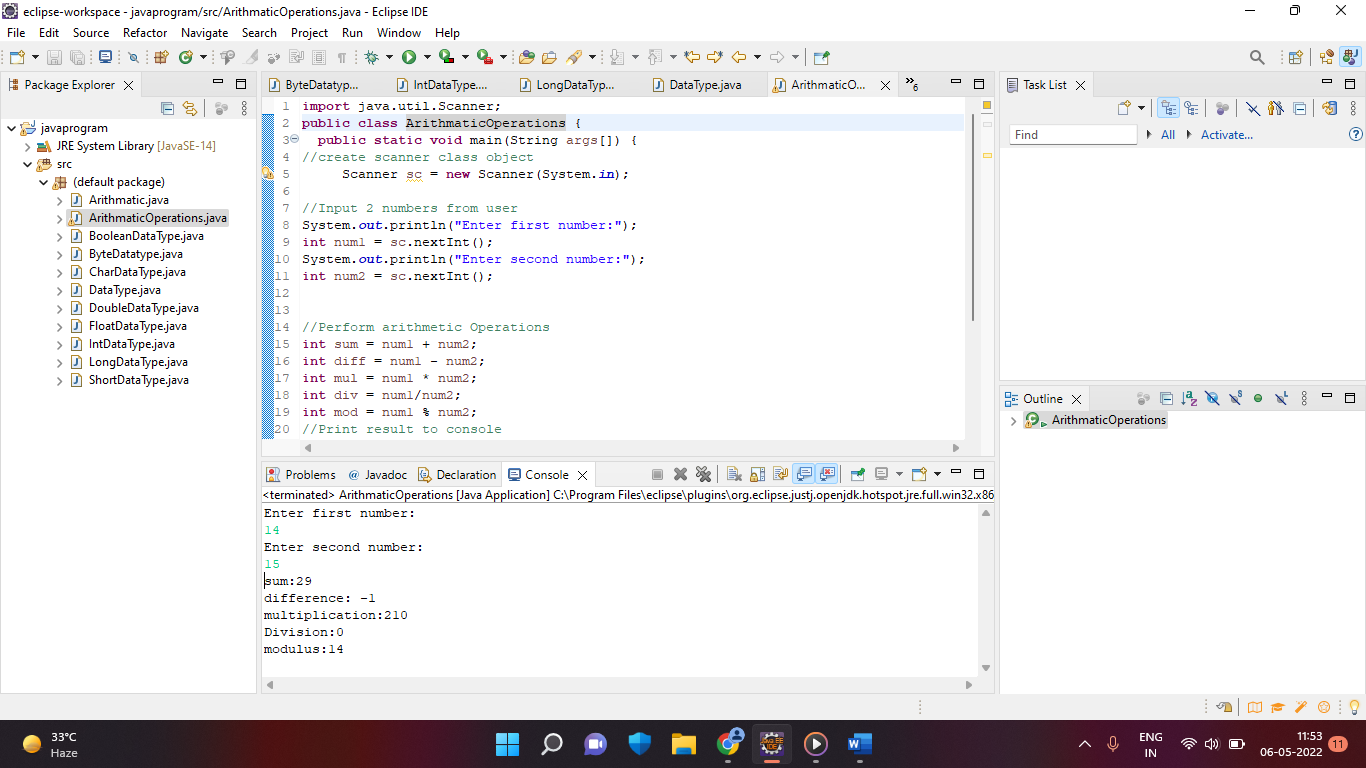 eclipse-workspace - javaprogram/src/ArithmaticOperations.java - Eclipse IDE
File Edit Source Refactor Navigate Search Project Run Window Help
Package Explorer
javaprogram
JRE System Library [JavaSE-14]
src
(default package)
Arithmatic.java
ArithmaticOperations.java
BooleanDataType.java
ByteDatatype.java
CharDataType.java
DataType.java
DoubleDataType.java
FloatDataType.java
IntDataType.java
LongDataType.java
ShortDataType.java
ByteDatatyp... IntDataType.... LongDataTyp... DataType.java ArithmaticO... »6
1 import java.util.Scanner;
2 public class ArithmaticOperations {
3 public static void main(String args[]) {
4 //create scanner class object
5 Scanner sc = new Scanner(System.in);
6
7 //Input 2 numbers from user
8 System.out.println("Enter first number:");
9 int num1 = sc.nextInt();
10 System.out.println("Enter second number:");
11 int num2 = sc.nextInt();
12
13
14 //Perform arithmetic Operations
15 int sum = num1 + num2;
16 int diff = num1 - num2;
17 int mul = num1 * num2;
18 int div = num1/num2;
19 int mod = num1 % num2;
20 //Print result to console
Problems @ Javadoc Declaration Console
<terminated> ArithmaticOperations [Java Application] C:\Program Files\eclipse\plugins\org.eclipse.justj.openjdk.hotspot.jre.full.win32.x86
Enter first number:
14
Enter second number:
15
sum:29
difference: -1
multiplication:210
Division:0
modulus:14
Task List
Find All Activate...
Outline
ArithmaticOperations
33°C
Haze
ENG
IN
11:53
06-05-2022
11